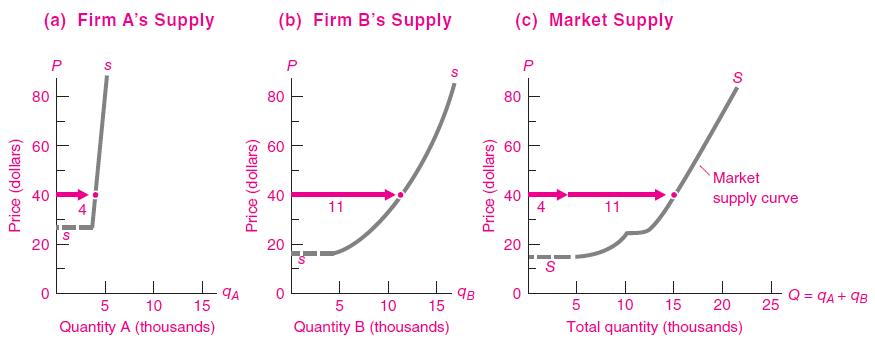 (a) Firm A's Supply
P
s
80
60
40
20
0
4
s
5
10
15
qA
Price (dollars)
Quantity A (thousands)
(b) Firm B's Supply
P
s
80
60
40
20
0
11
s
5
10
15
qB
Price (dollars)
Quantity B (thousands)
(c) Market Supply
P
S
80
60
40
20
0
4
11
Market
supply curve
S
5
10
15
20
25
Q = qA + qB
Price (dollars)
Total quantity (thousands)